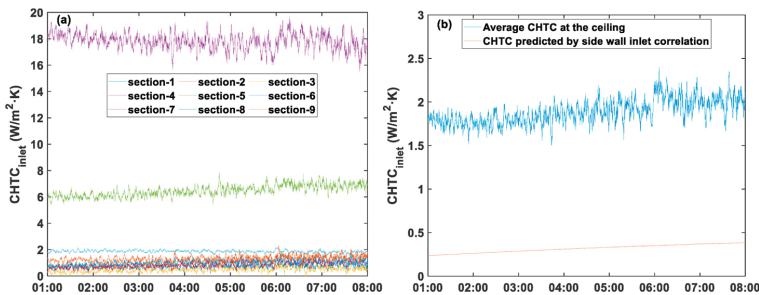 (a)
20
18
16
14
12
10
8
6
4
2
0
CHTC_inlet (W/m²·K)
section-1 section-2 section-3
section-4 section-5 section-6
section-7 section-8 section-9
01:00 02:00 03:00 04:00 05:00 06:00 07:00 08:00
(b)
3
2.5
2
1.5
1
0.5
0
CHTC_inlet (W/m²·K)
Average CHTC at the ceiling
CHTC predicted by side wall inlet correlation
01:00 02:00 03:00 04:00 05:00 06:00 07:00 08:00